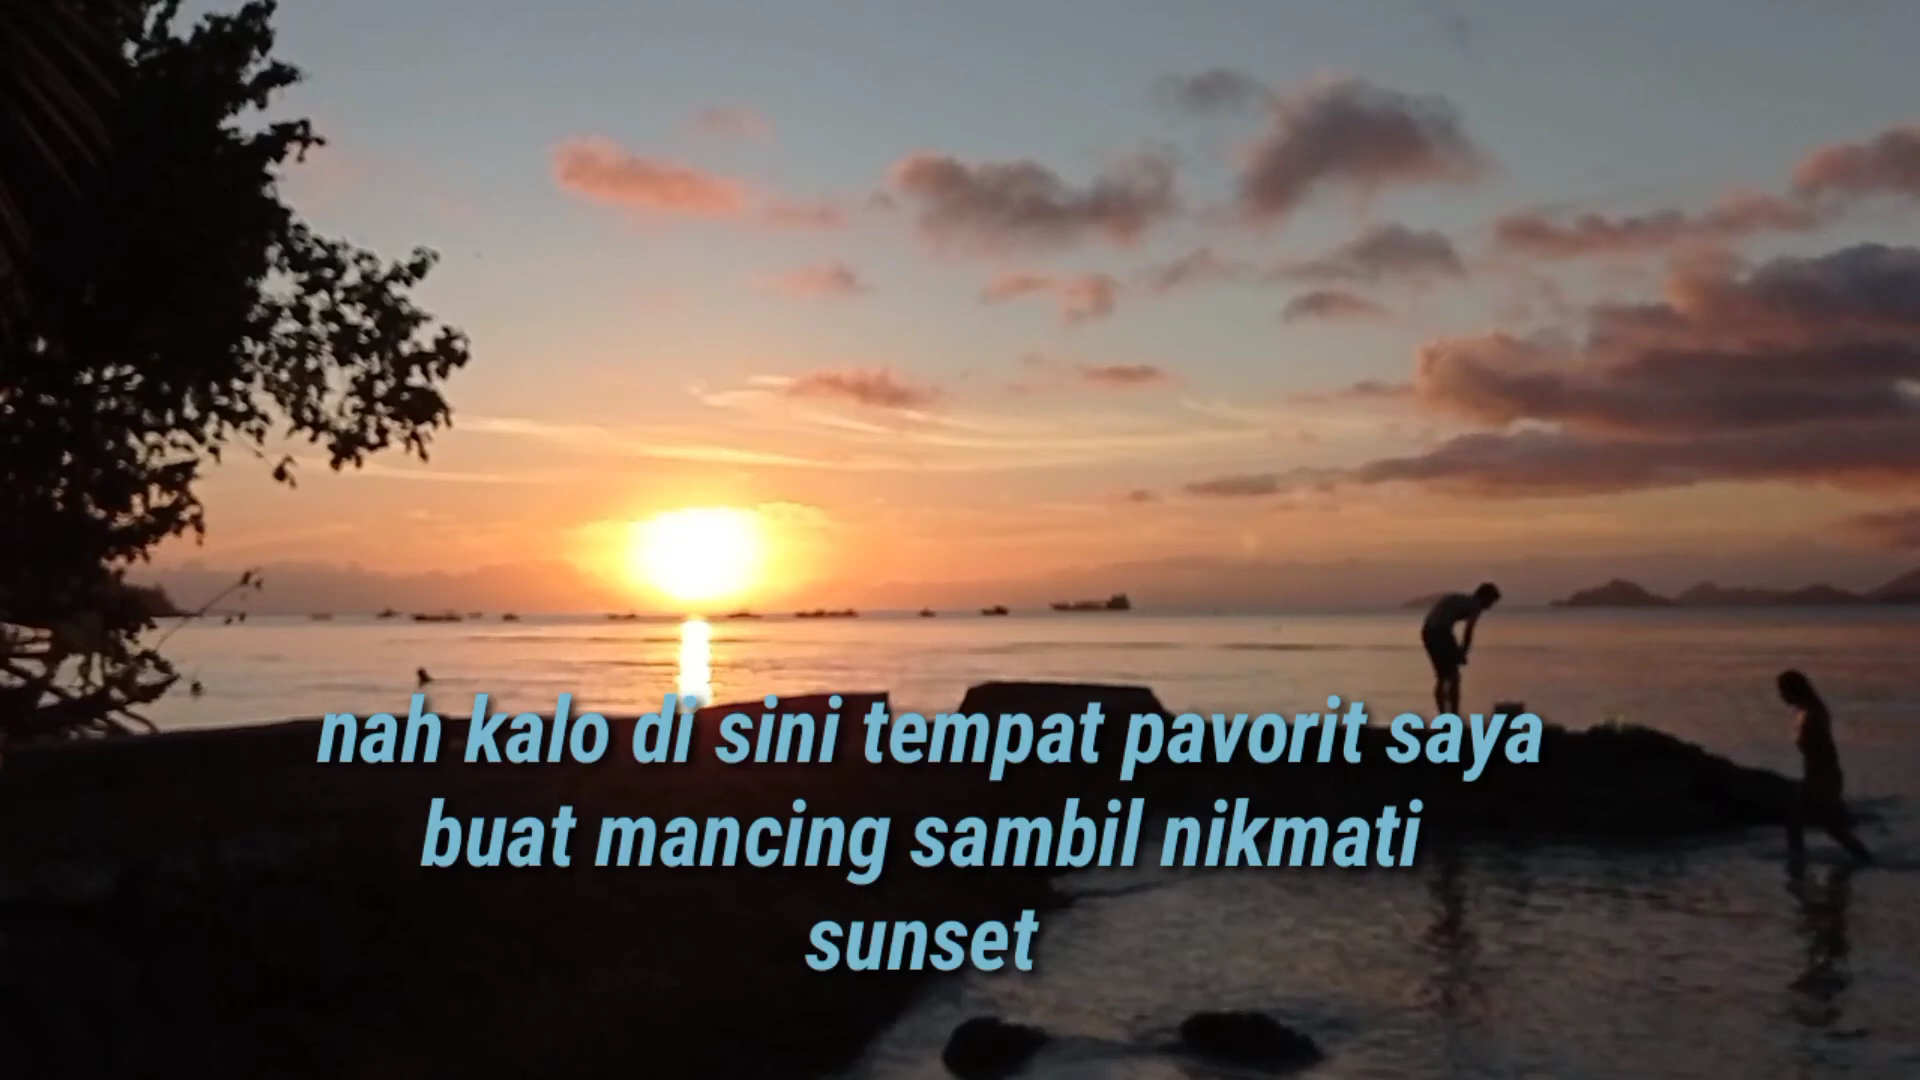 nah kalo di sini tempat pavorit saya
buat mancing sambil nikmati
sunset